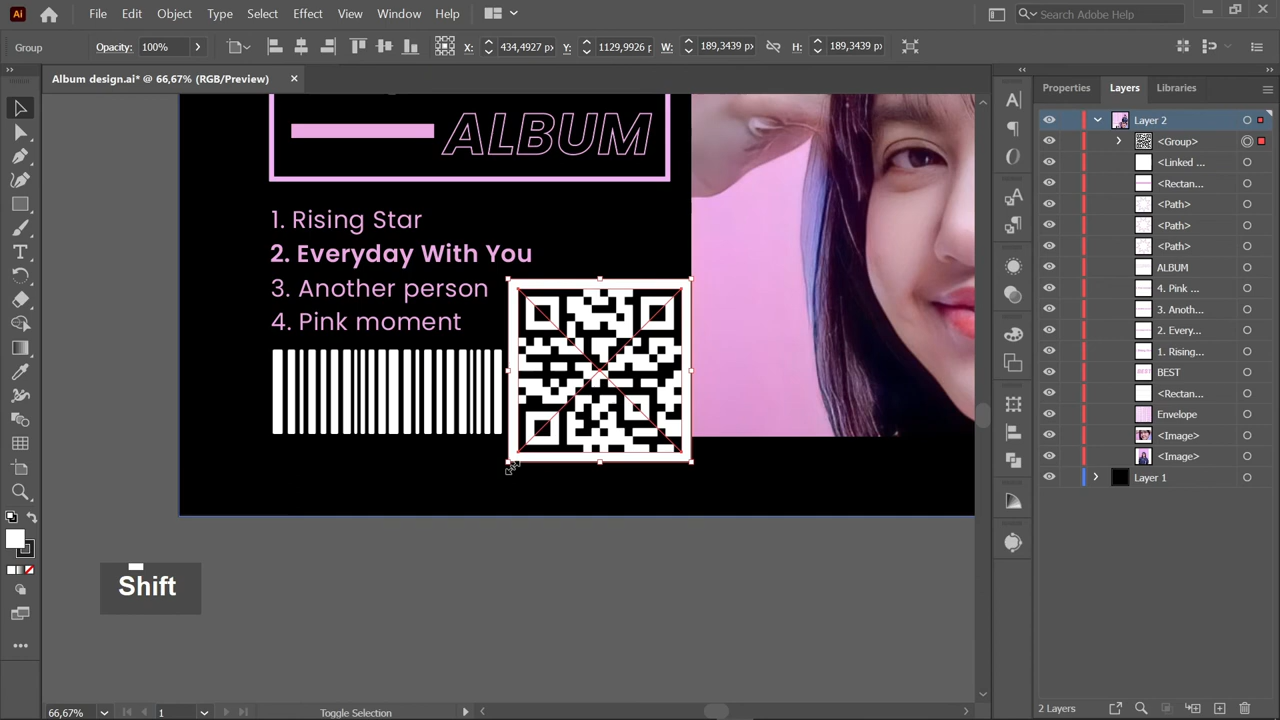 Ai File Edit Object Type Select Effect View Window Help Search Adobe Help
Group Opacity: 100% X: 434,4927 p Y: 1129,9926 p W: 189,3439 p H: 189,3439 p
Album design.ai* @ 66,67% (RGB/Preview)
Properties Layers Libraries
Layer 2
<Group>
<Linked ...
<Rectan...
<Path>
<Path>
<Path>
ALBUM
4. Pink ...
3. Anoth...
2. Every...
1. Rising...
BEST
<Rectan...
Envelope
<Image>
<Image>
Layer 1
ALBUM
1. Rising Star
2. Everyday With You
3. Another person
4. Pink moment
Shift
66,67% 1 Toggle Selection
2 Layers